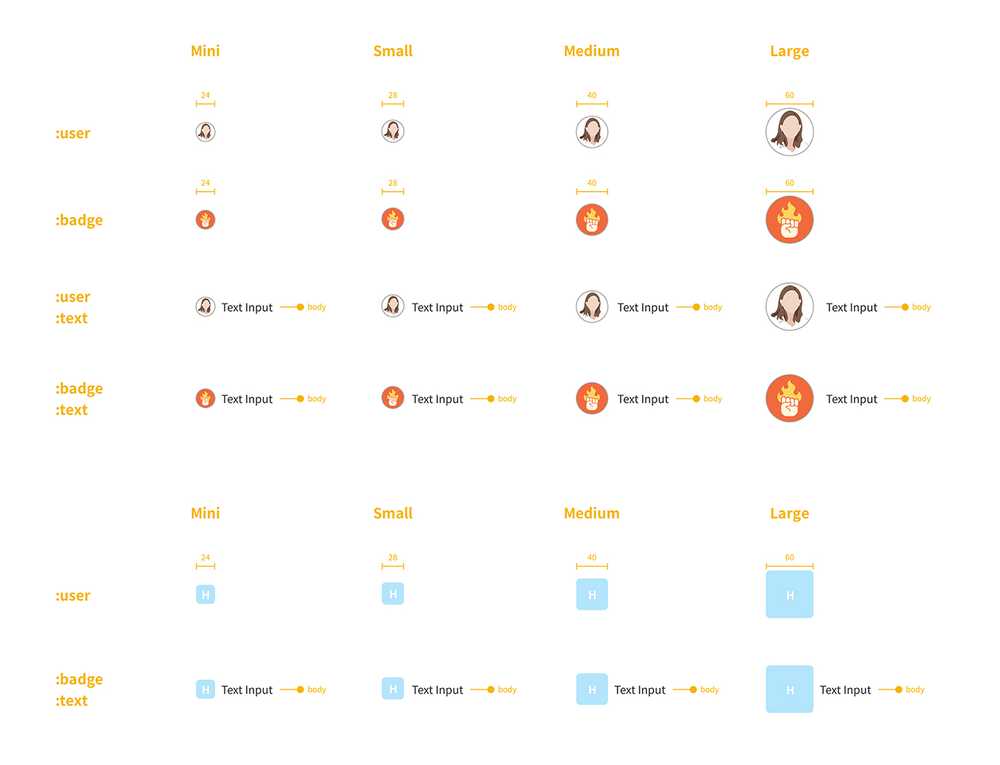 Mini Small Medium Large
24 28 40 60
:user
24 28 40 60
:badge
:user
:text
Text Input body Text Input body Text Input body Text Input body
:badge
:text
Text Input body Text Input body Text Input body Text Input body
Mini Small Medium Large
24 28 40 60
:user H H H H
:badge
:text
H Text Input body H Text Input body H Text Input body H Text Input body